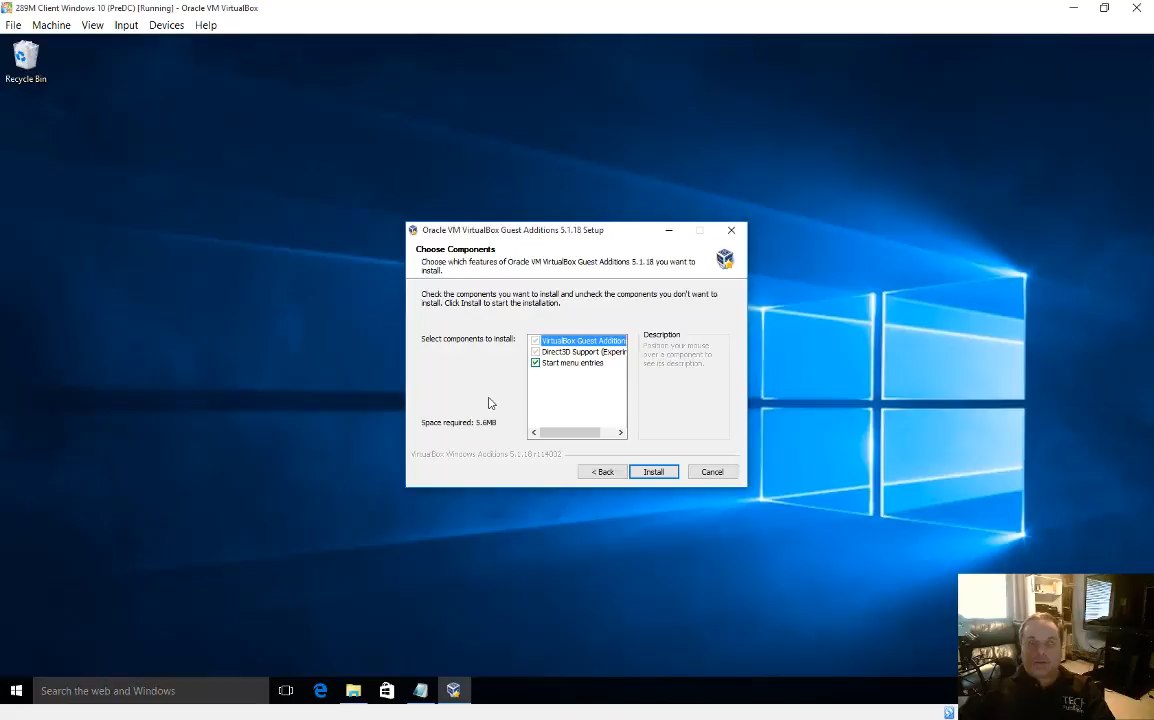 289M Client Windows 10 (PreDC) [Running] - Oracle VM VirtualBox
File Machine View Input Devices Help
Recycle Bin
Oracle VM VirtualBox Guest Additions 5.1.18 Setup
Choose Components
Choose which features of Oracle VM VirtualBox Guest Additions 5.1.18 you want to
install.
Check the components you want to install and uncheck the components you don't want to
install. Click Install to start the installation.
Select components to install:
VirtualBox Guest Addition
Direct3D Support (Experir
Start menu entries
Description
Position your mouse
over a component to
see its description.
Space required: 5.6MB
VirtualBox Windows Additions 5.1.18 r114002
< Back Install Cancel
Search the web and Windows
TECH